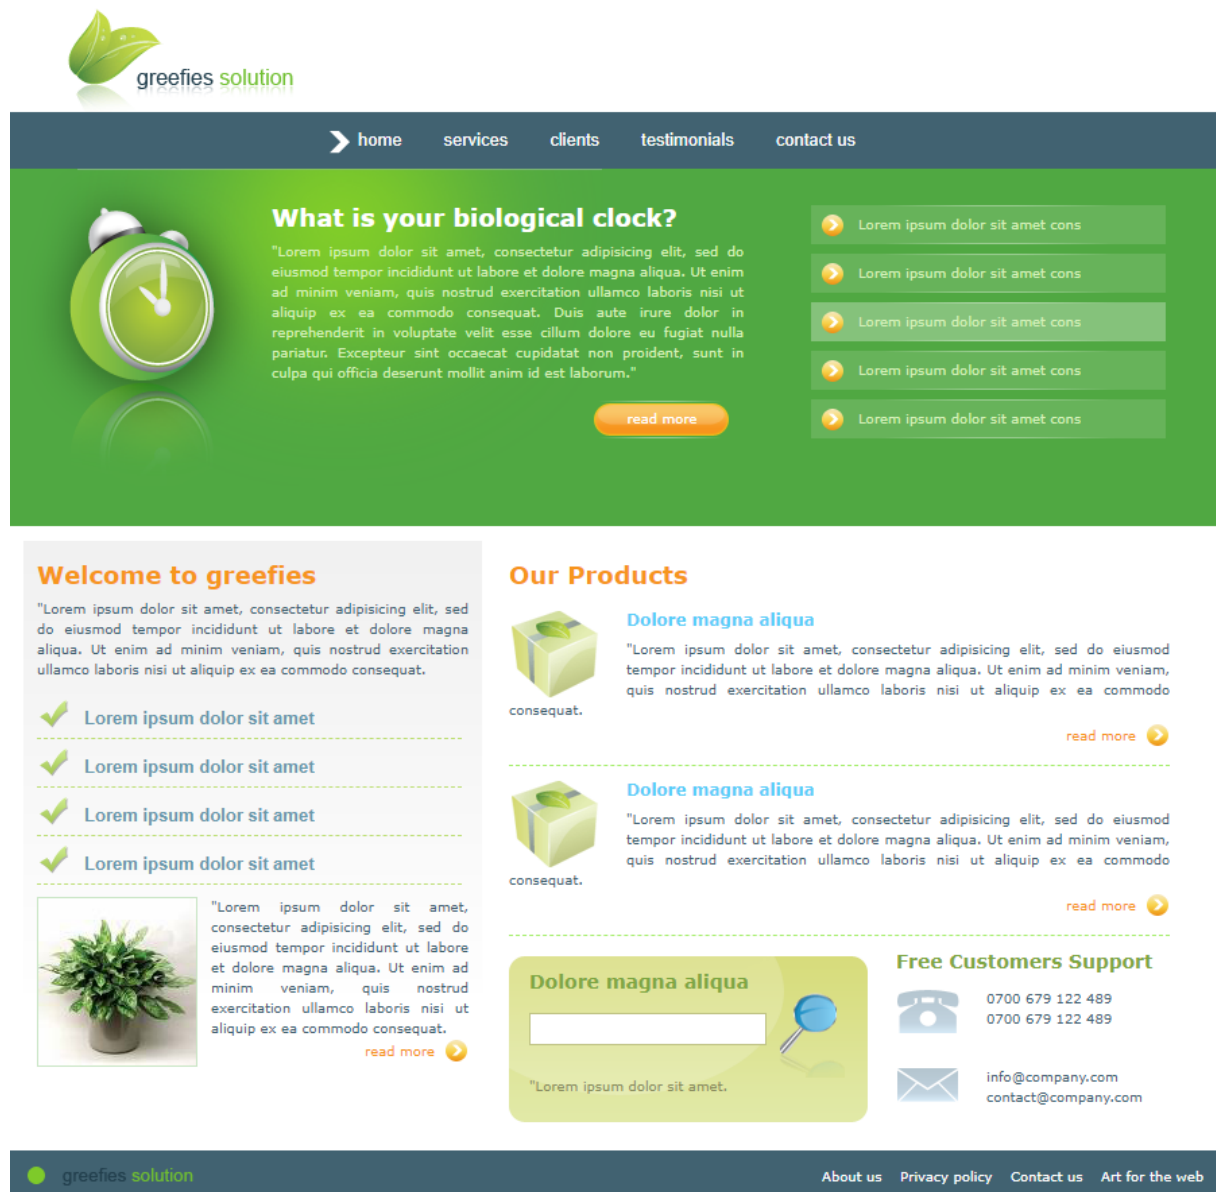 greefies solution
home services clients testimonials contact us
What is your biological clock?
"Lorem ipsum dolor sit amet, consectetur adipisicing elit, sed do
eiusmod tempor incididunt ut labore et dolore magna aliqua. Ut enim
ad minim veniam, quis nostrud exercitation ullamco laboris nisi ut
aliquip ex ea commodo consequat. Duis aute irure dolor in
reprehenderit in voluptate velit esse cillum dolore eu fugiat nulla
pariatur. Excepteur sint occaecat cupidatat non proident, sunt in
culpa qui officia deserunt mollit anim id est laborum."
read more
Lorem ipsum dolor sit amet cons
Lorem ipsum dolor sit amet cons
Lorem ipsum dolor sit amet cons
Lorem ipsum dolor sit amet cons
Lorem ipsum dolor sit amet cons
Welcome to greefies
"Lorem ipsum dolor sit amet, consectetur adipisicing elit, sed
do eiusmod tempor incididunt ut labore et dolore magna
aliqua. Ut enim ad minim veniam, quis nostrud exercitation
ullamco laboris nisi ut aliquip ex ea commodo consequat.
Lorem ipsum dolor sit amet
Lorem ipsum dolor sit amet
Lorem ipsum dolor sit amet
Lorem ipsum dolor sit amet
"Lorem ipsum dolor sit amet,
consectetur adipisicing elit, sed do
eiusmod tempor incididunt ut labore
et dolore magna aliqua. Ut enim ad
minim veniam, quis nostrud
exercitation ullamco laboris nisi ut
aliquip ex ea commodo consequat.
read more
Our Products
Dolore magna aliqua
"Lorem ipsum dolor sit amet, consectetur adipisicing elit, sed do eiusmod
tempor incididunt ut labore et dolore magna aliqua. Ut enim ad minim veniam,
quis nostrud exercitation ullamco laboris nisi ut aliquip ex ea commodo
consequat.
read more
Dolore magna aliqua
"Lorem ipsum dolor sit amet, consectetur adipisicing elit, sed do eiusmod
tempor incididunt ut labore et dolore magna aliqua. Ut enim ad minim veniam,
quis nostrud exercitation ullamco laboris nisi ut aliquip ex ea commodo
consequat.
read more
Dolore magna aliqua
"Lorem ipsum dolor sit amet.
Free Customers Support
0700 679 122 489
0700 679 122 489
info@company.com
contact@company.com
greefies solution
About us Privacy policy Contact us Art for the web